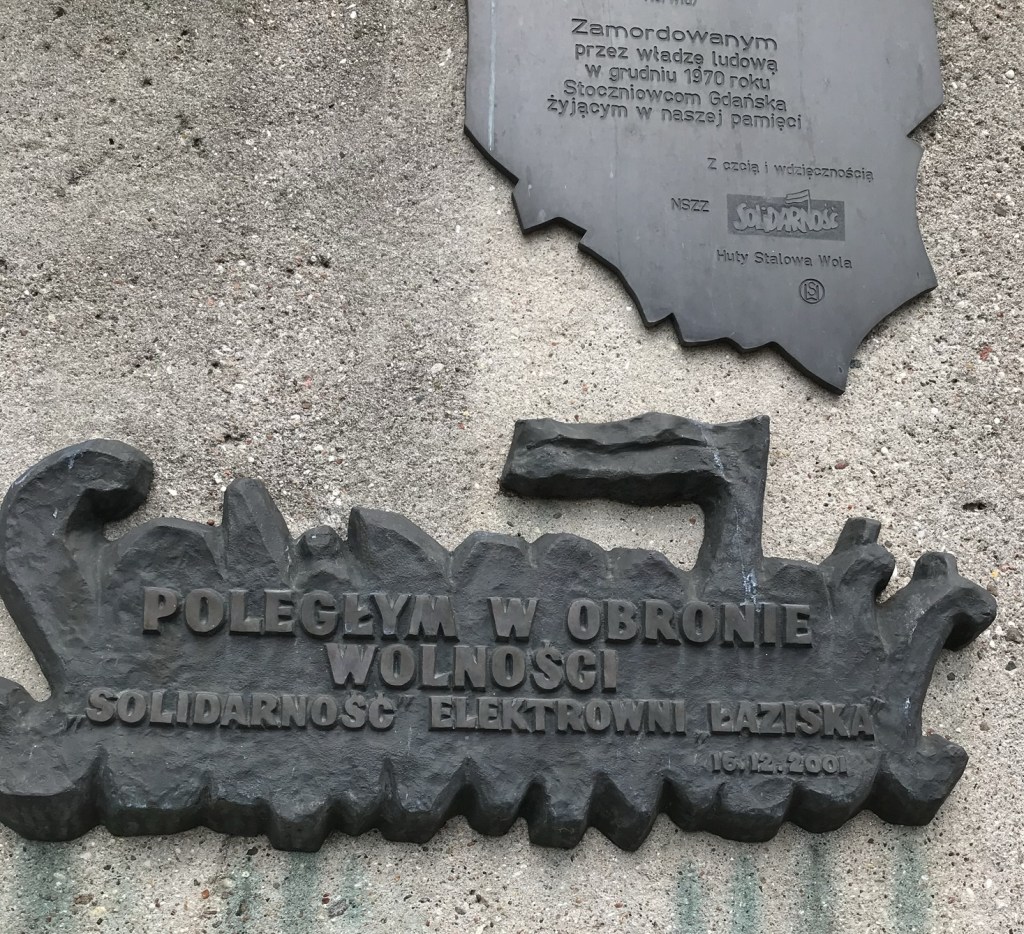 Zamordowanym
przez władzę ludową
w grudniu 1970 roku
Stoczniowcom Gdańska
żyjącym w naszej pamięci
Z czcią i wdzięcznością
NSZZ SOLIDARNOŚĆ
Huty Stalowa Wola
POLEGŁYM W OBRONIE
WOLNOŚCI
„SOLIDARNOŚĆ" ELEKTROWNI ŁAZISKA"
16.12.2001